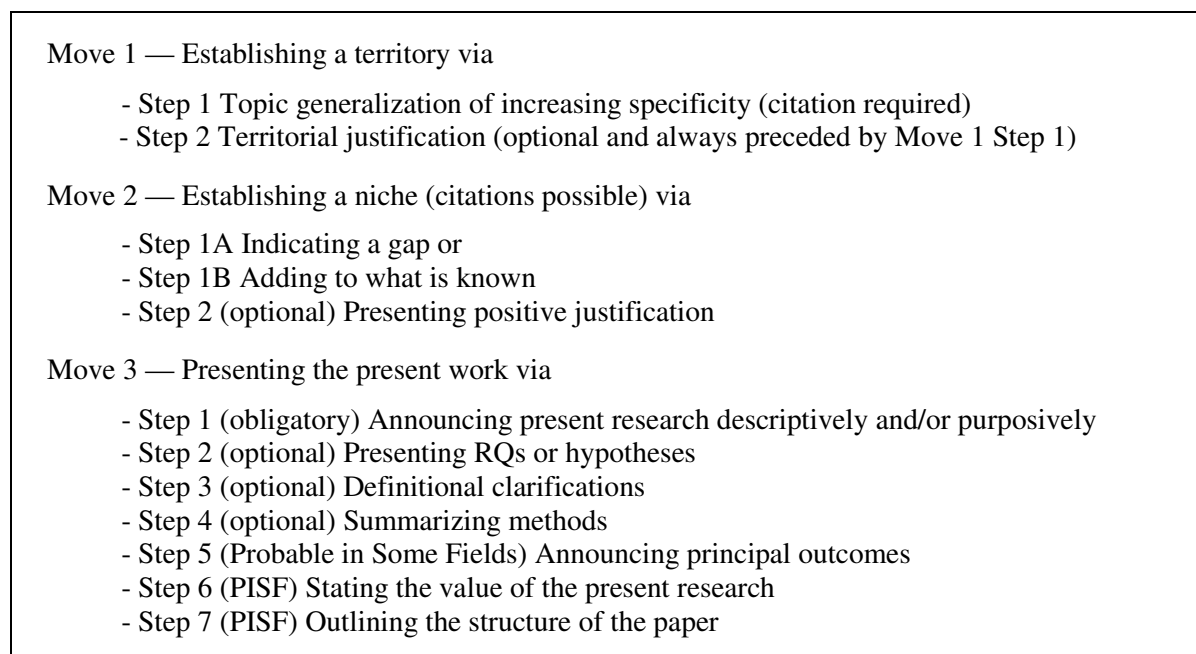 Move 1 — Establishing a territory via
- Step 1 Topic generalization of increasing specificity (citation required)
- Step 2 Territorial justification (optional and always preceded by Move 1 Step 1)
Move 2 — Establishing a niche (citations possible) via
- Step 1A Indicating a gap or
- Step 1B Adding to what is known
- Step 2 (optional) Presenting positive justification
Move 3 — Presenting the present work via
- Step 1 (obligatory) Announcing present research descriptively and/or purposively
- Step 2 (optional) Presenting RQs or hypotheses
- Step 3 (optional) Definitional clarifications
- Step 4 (optional) Summarizing methods
- Step 5 (Probable in Some Fields) Announcing principal outcomes
- Step 6 (PISF) Stating the value of the present research
- Step 7 (PISF) Outlining the structure of the paper